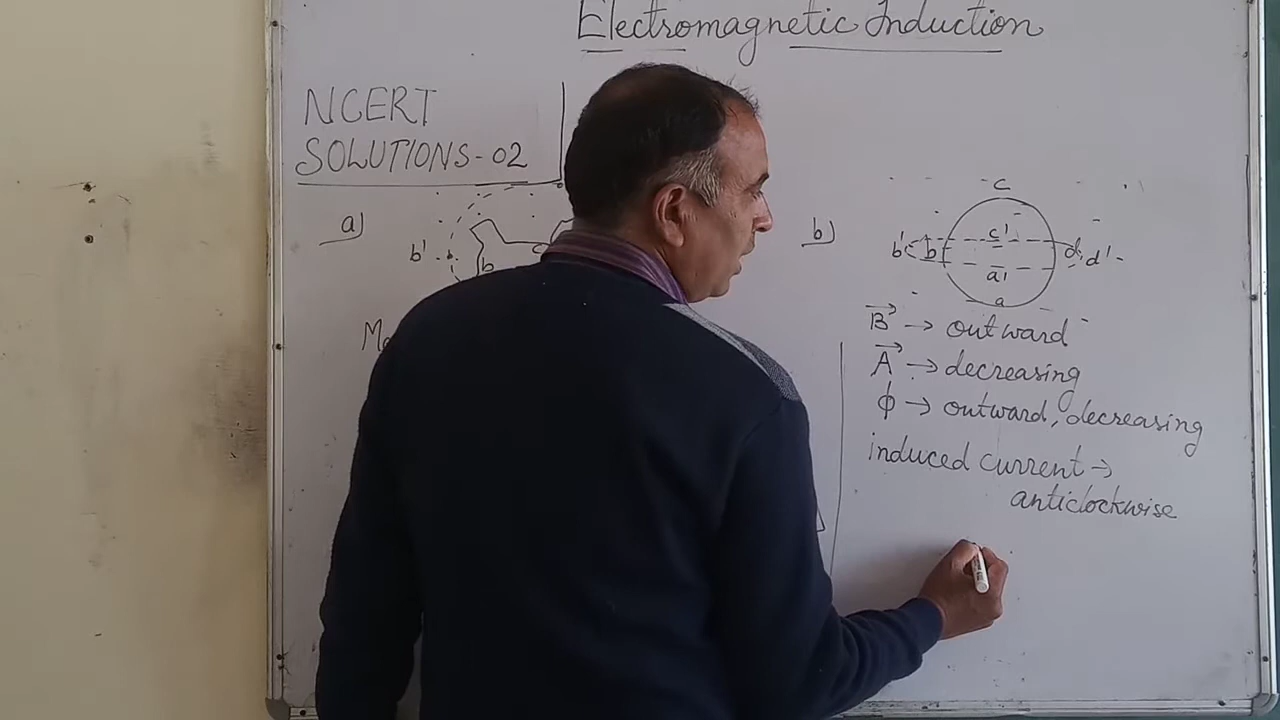 Electromagnetic Induction
NCERT
SOLUTIONS-02
a)
b'
b
c
b)
c
b' b c' d d'
a'
a
B → outward
A → decreasing
ϕ → outward, decreasing
induced current →
anticlockwise